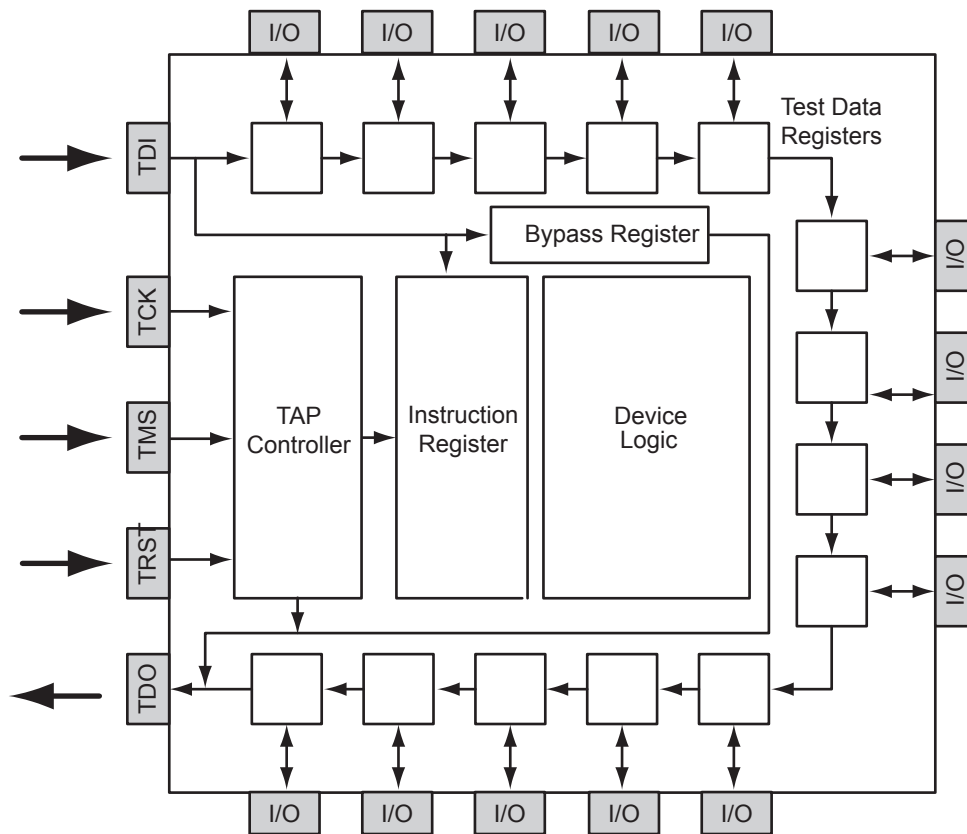 I/O I/O I/O I/O I/O
Test Data
Registers
TDI
Bypass Register
I/O
TCK
I/O
TAP
Controller
Instruction
Register
Device
Logic
TMS
I/O
TRST
I/O
TDO
I/O I/O I/O I/O I/O